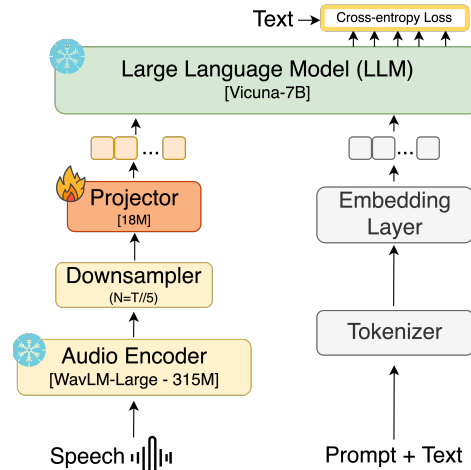 Text
Cross-entropy Loss
Large Language Model (LLM)
[Vicuna-7B]
...
...
Projector
[18M]
Embedding
Layer
Downsampler
(N=T//5)
Tokenizer
Audio Encoder
[WavLM-Large - 315M]
Speech
Prompt + Text